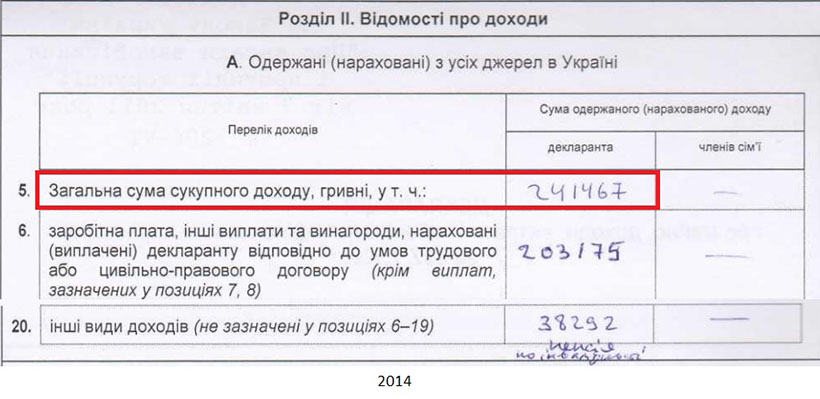 Розділ II. Відомості про доходи
А. Одержані (нараховані) з усіх джерел в Україні
Перелік доходів
Сума одержаного (нарахованого) доходу
декларанта
членів сім'ї
5. Загальна сума сукупного доходу, гривні, у т. ч.: 241467 —
6. заробітна плата, інші виплати та винагороди, нараховані
(виплачені) декларанту відповідно до умов трудового
або цивільно-правового договору (крім виплат,
зазначених у позиціях 7, 8)
203175 —
20. інші види доходів (не зазначені у позиціях 6–19) 38292 —
пенсія
по інвалідності
2014